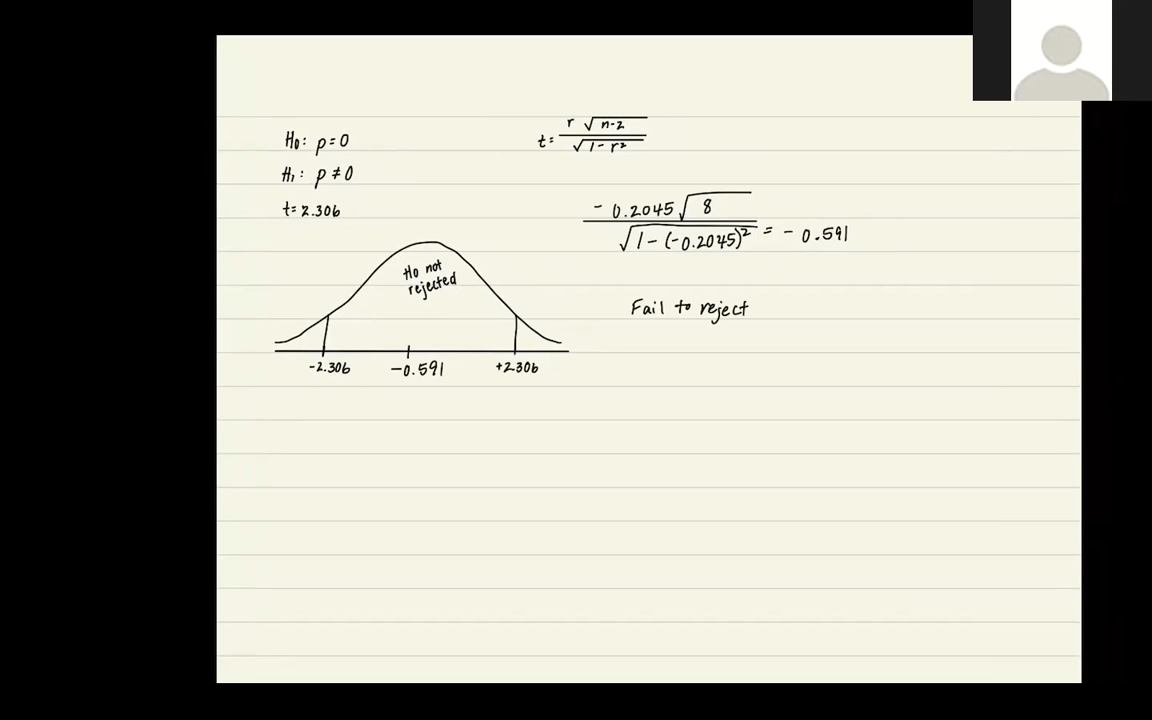 H₀: p = 0
H₁: p ≠ 0
t = 2.306
t = r √n-2 / √1 - r²
- 0.2045 √8 / √1 - (-0.2045)² = - 0.591
Fail to reject
H₀ not
rejected
-2.306 -0.591 +2.306